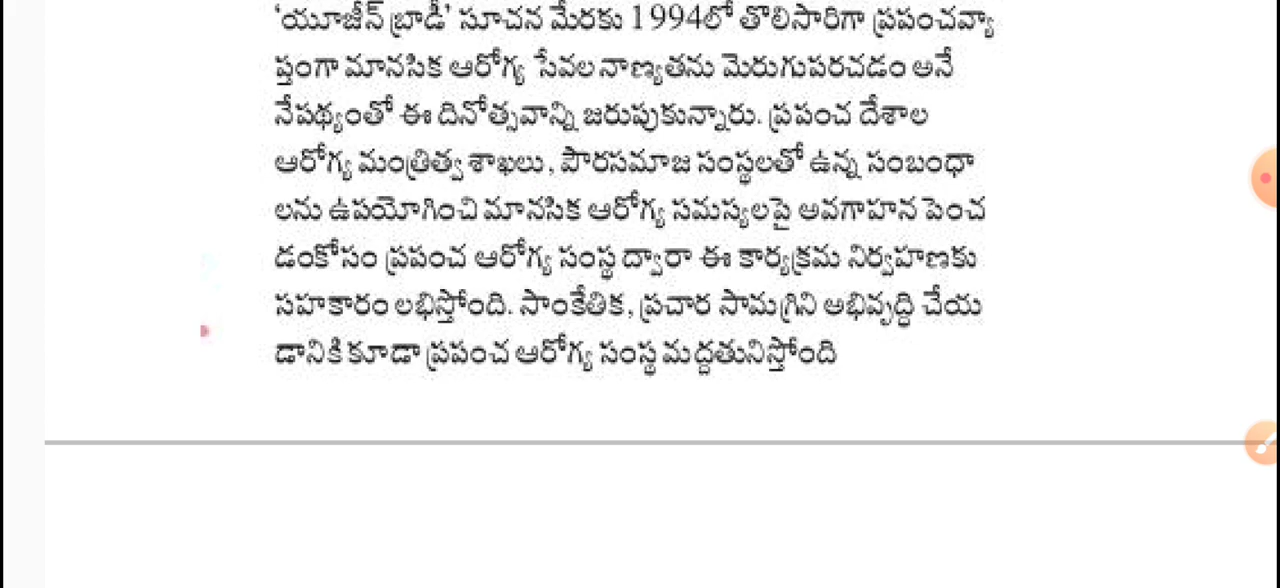 ‘యూజీన్ బ్రాడీ’ సూచన మేరకు 1994లో తొలిసారిగా ప్రపంచవ్యా
ప్తంగా మానసిక ఆరోగ్య సేవల నాణ్యతను మెరుగుపరచడం అనే
నేపథ్యంతో ఈ దినోత్సవాన్ని జరుపుకున్నారు. ప్రపంచ దేశాల
ఆరోగ్య మంత్రిత్వ శాఖలు, పౌరసమాజ సంస్థలతో ఉన్న సంబంధా
లను ఉపయోగించి మానసిక ఆరోగ్య సమస్యలపై అవగాహన పెంచ
డంకోసం ప్రపంచ ఆరోగ్య సంస్థ ద్వారా ఈ కార్యక్రమ నిర్వహణకు
సహకారం లభిస్తోంది. సాంకేతిక, ప్రచార సామగ్రిని అభివృద్ధి చేయ
డానికి కూడా ప్రపంచ ఆరోగ్య సంస్థ మద్దతునిస్తోంది